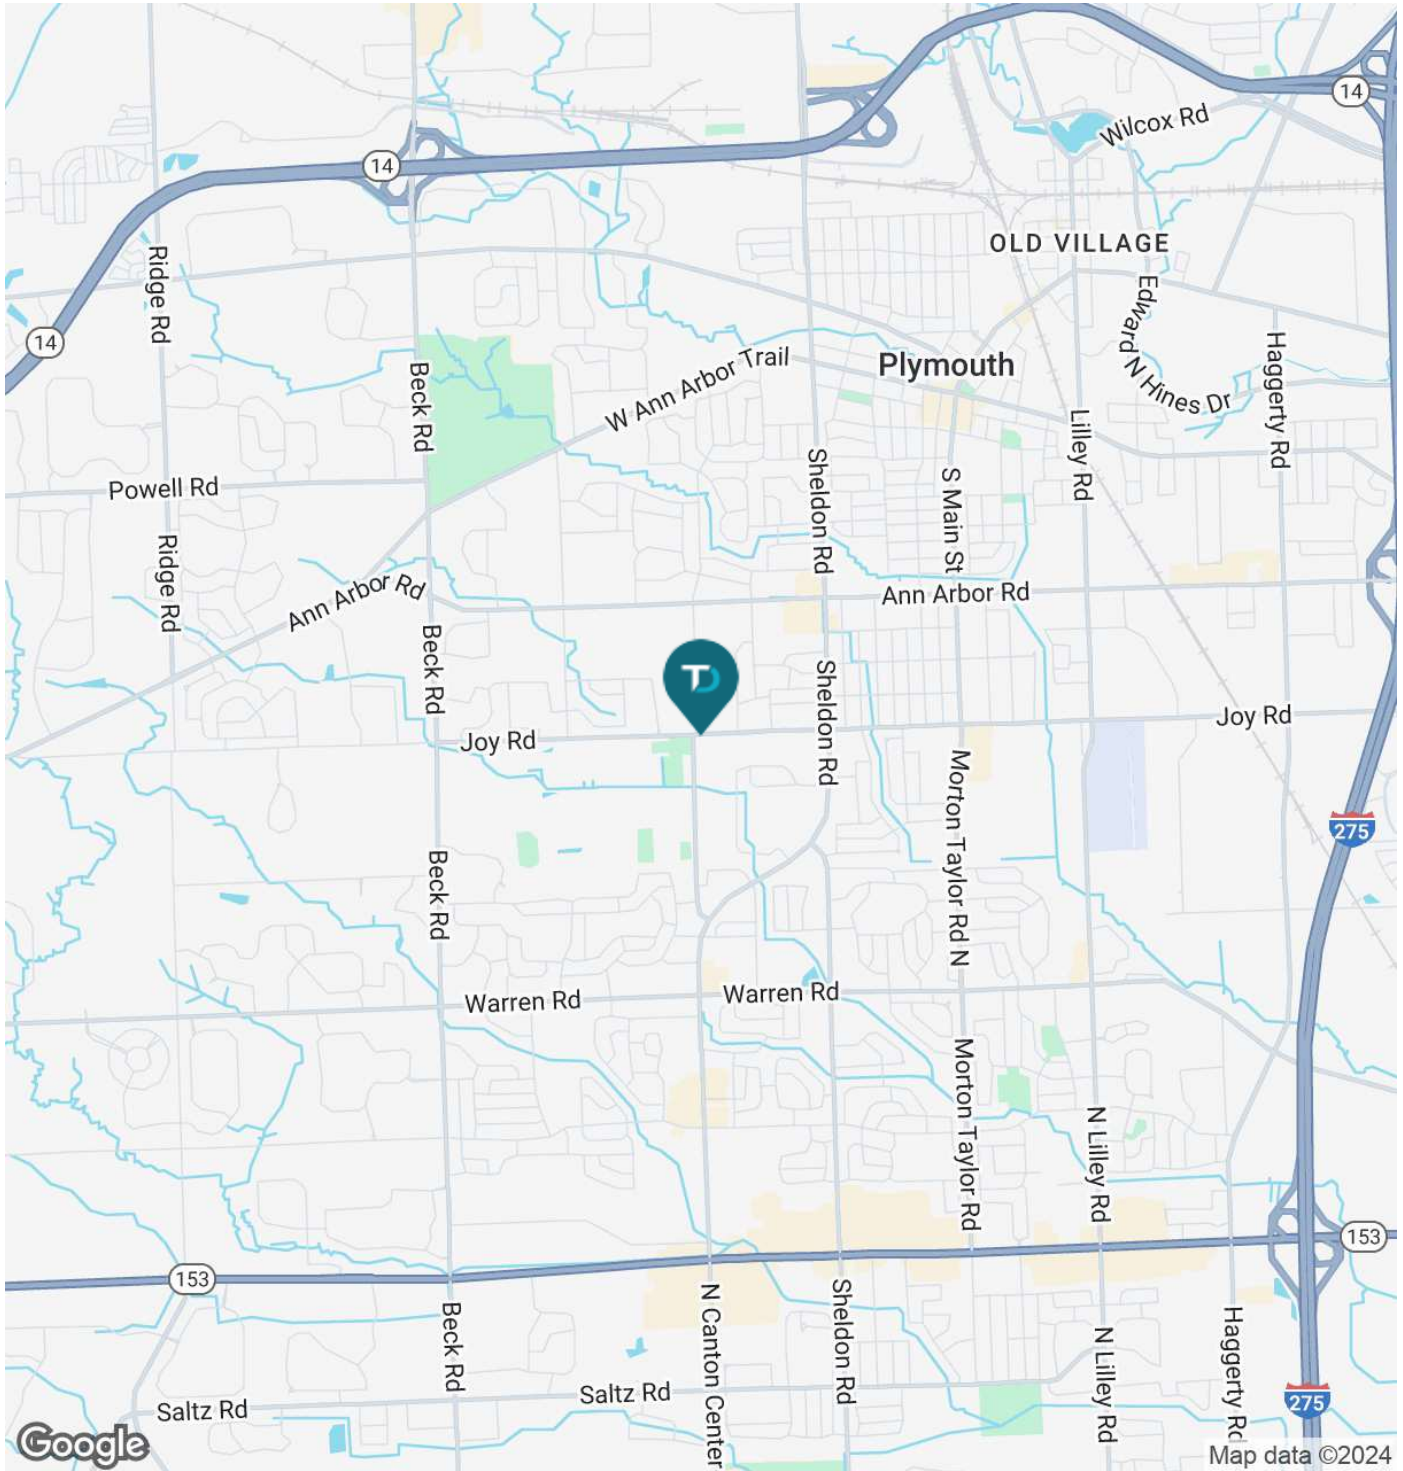 14
Wilcox Rd
14
OLD VILLAGE
Ridge Rd
Edward N Hines Dr
14
Haggerty Rd
Plymouth
W Ann Arbor Trail
Beck Rd
Lilley Rd
Sheldon Rd
S Main St
Powell Rd
Ridge Rd
Ann Arbor Rd
Ann Arbor Rd
Beck Rd
TD
Sheldon Rd
Joy Rd
Joy Rd
Morton Taylor Rd N
275
Beck Rd
Warren Rd
Warren Rd
Morton Taylor Rd
N Lilley Rd
153
153
N Canton Center
Sheldon Rd
Beck Rd
Haggerty Rd
N Lilley Rd
Saltz Rd
Saltz Rd
275
Google
Map data ©2024